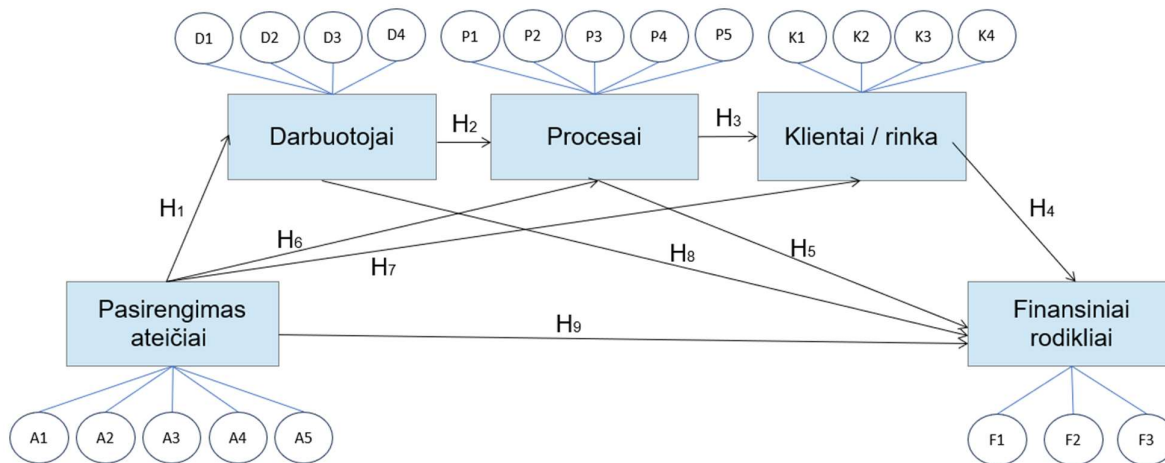 D1 D2 D3 D4 P1 P2 P3 P4 P5 K1 K2 K3 K4
Darbuotojai
H2
Procesai
H3
Klientai / rinka
H1
H6
H7
H8
H5
H4
Pasirengimas
ateičiai
H9
Finansiniai
rodikliai
A1 A2 A3 A4 A5
F1 F2 F3